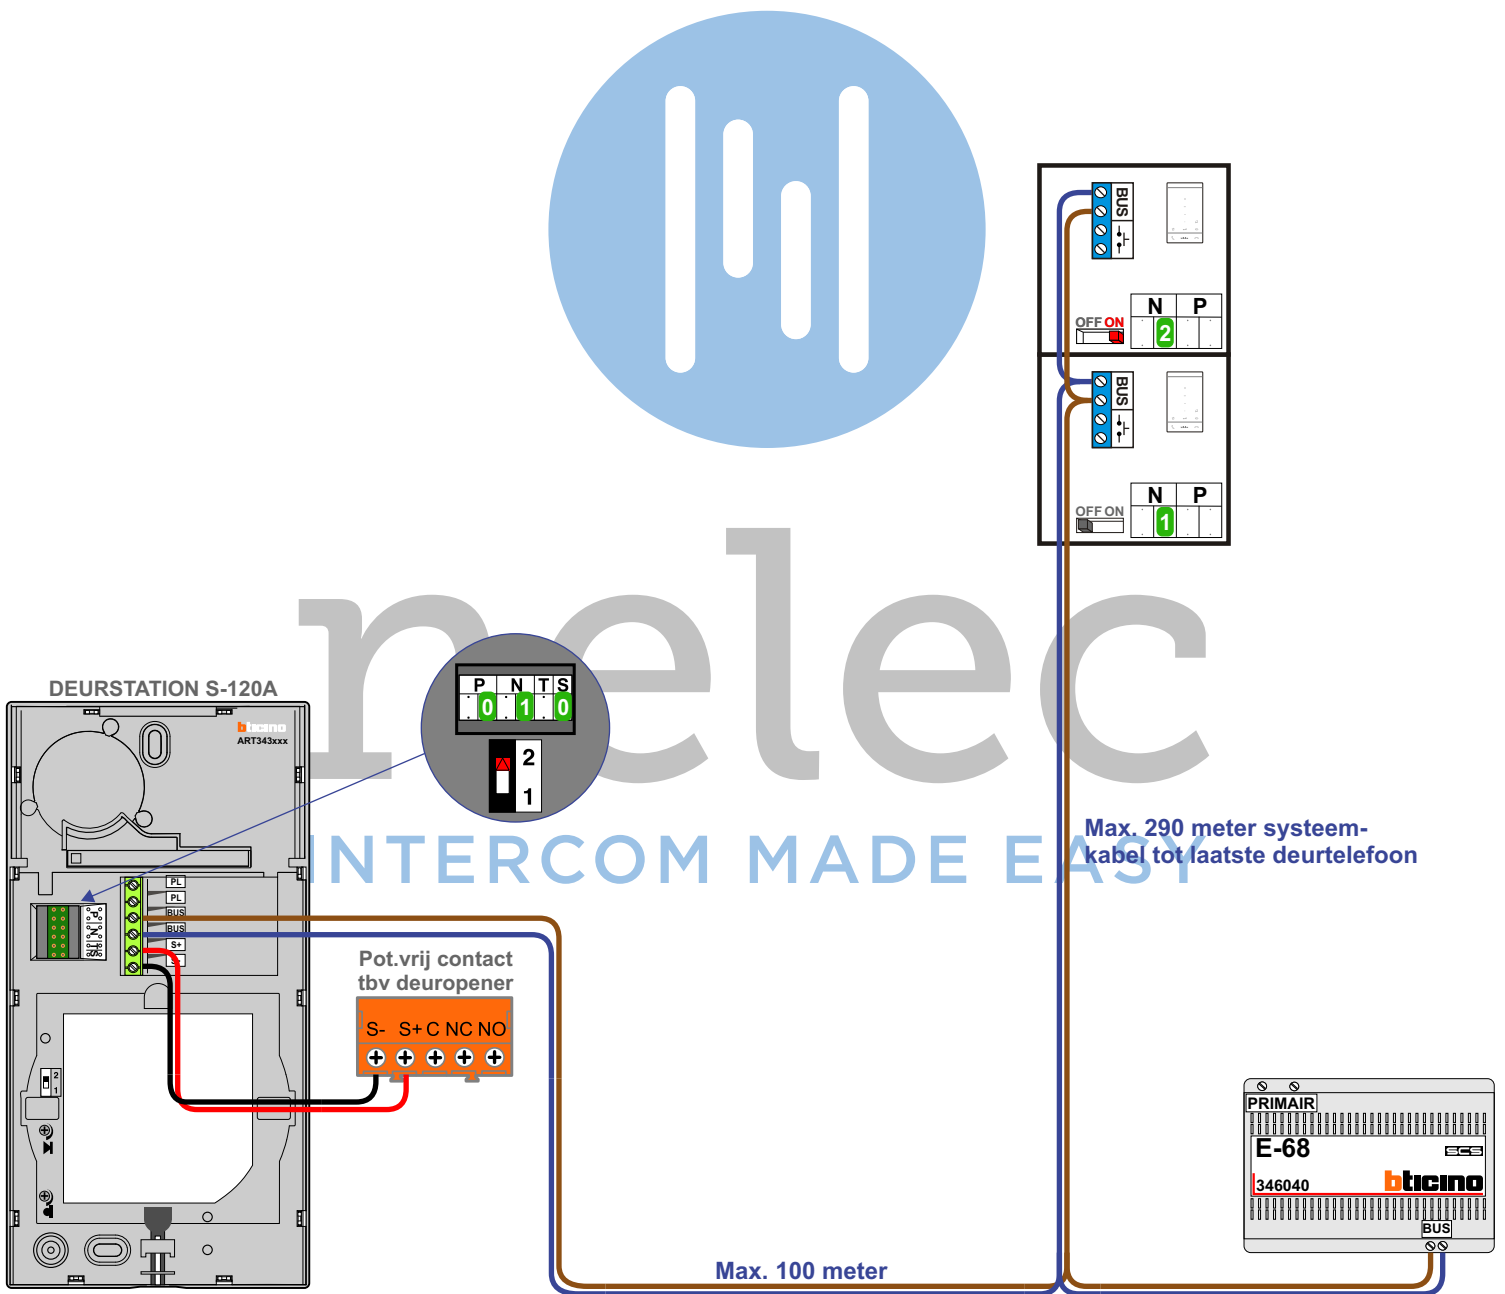 BUS
OFF ON
N P
2
BUS
OFF ON
N P
1
nelec
INTERCOM MADE EASY
DEURSTATION S-120A
bticino
ART343xxx
P N T S
0 1 0
2
1
PL
PL
BUS
BUS
S+
P N T S
2
1
Pot.vrij contact
tbv deuropener
S- S+ C NC NO
Max. 290 meter systeem-
kabel tot laatste deurtelefoon
Max. 100 meter
PRIMAIR
E-68
SCS
346040
bticino
BUS